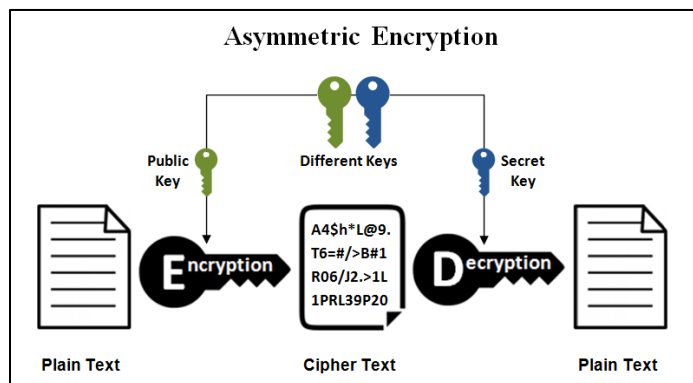 Asymmetric Encryption
Public
Key
Different Keys
Secret
Key
A4$h*L@9.
T6=#/>B#1
R06/J2.>1L
1PRL39P20
Encryption
Decryption
Plain Text
Cipher Text
Plain Text